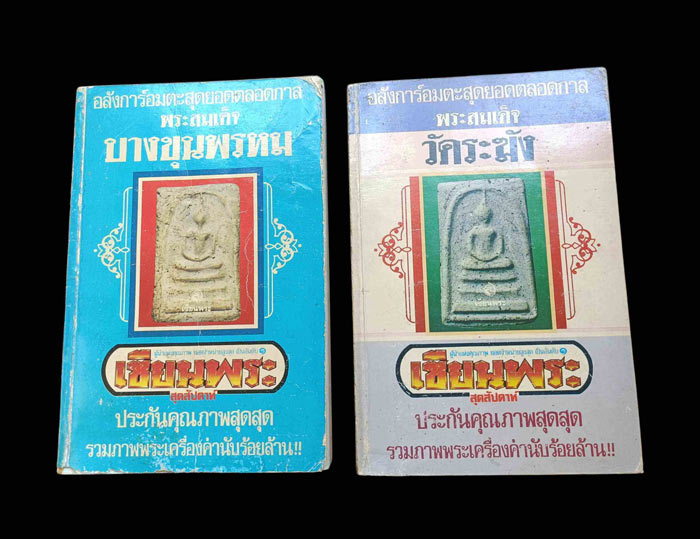 อลังการ์อมตะสุดยอดตลอดกาล
พระสมเด็จ
บางขุนพรหม
เซียนพระ
สุดสัปดาห์
ประกันคุณภาพสุดสุด
รวมภาพพระเครื่องค่านับร้อยล้าน!!
อลังการ์อมตะสุดยอดตลอดกาล
พระสมเด็จ
วัดระฆัง
เซียนพระ
เซียนพระ
สุดสัปดาห์
ประกันคุณภาพสุดสุด
รวมภาพพระเครื่องค่านับร้อยล้าน!!